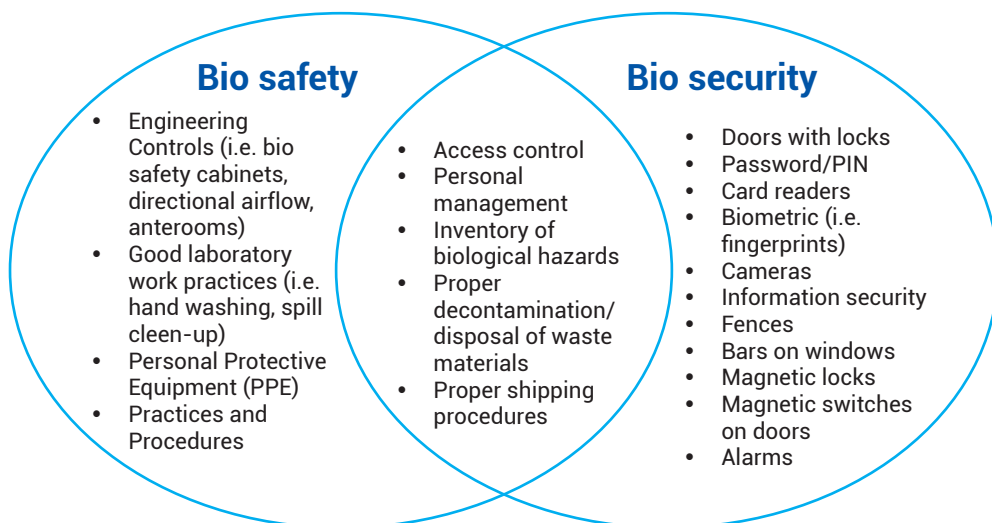 Bio safety
• Engineering
Controls (i.e. bio
safety cabinets,
directional airflow,
anterooms)
• Good laboratory
work practices (i.e.
hand washing, spill
cleen-up)
• Personal Protective
Equipment (PPE)
• Practices and
Procedures
• Access control
• Personal
management
• Inventory of
biological hazards
• Proper
decontamination/
disposal of waste
materials
• Proper shipping
procedures
Bio security
• Doors with locks
• Password/PIN
• Card readers
• Biometric (i.e.
fingerprints)
• Cameras
• Information security
• Fences
• Bars on windows
• Magnetic locks
• Magnetic switches
on doors
• Alarms